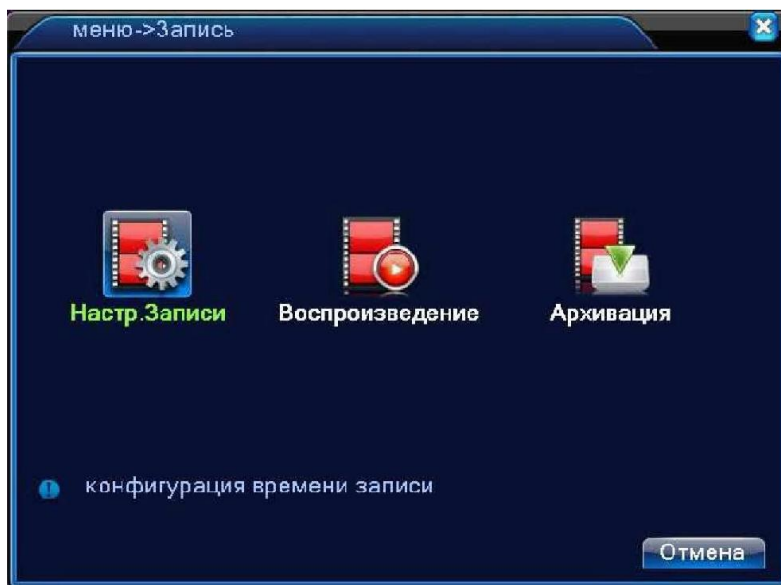 меню->Запись
Настр.Записи
Воспроизведение
Архивация
конфигурация времени записи
Отмена